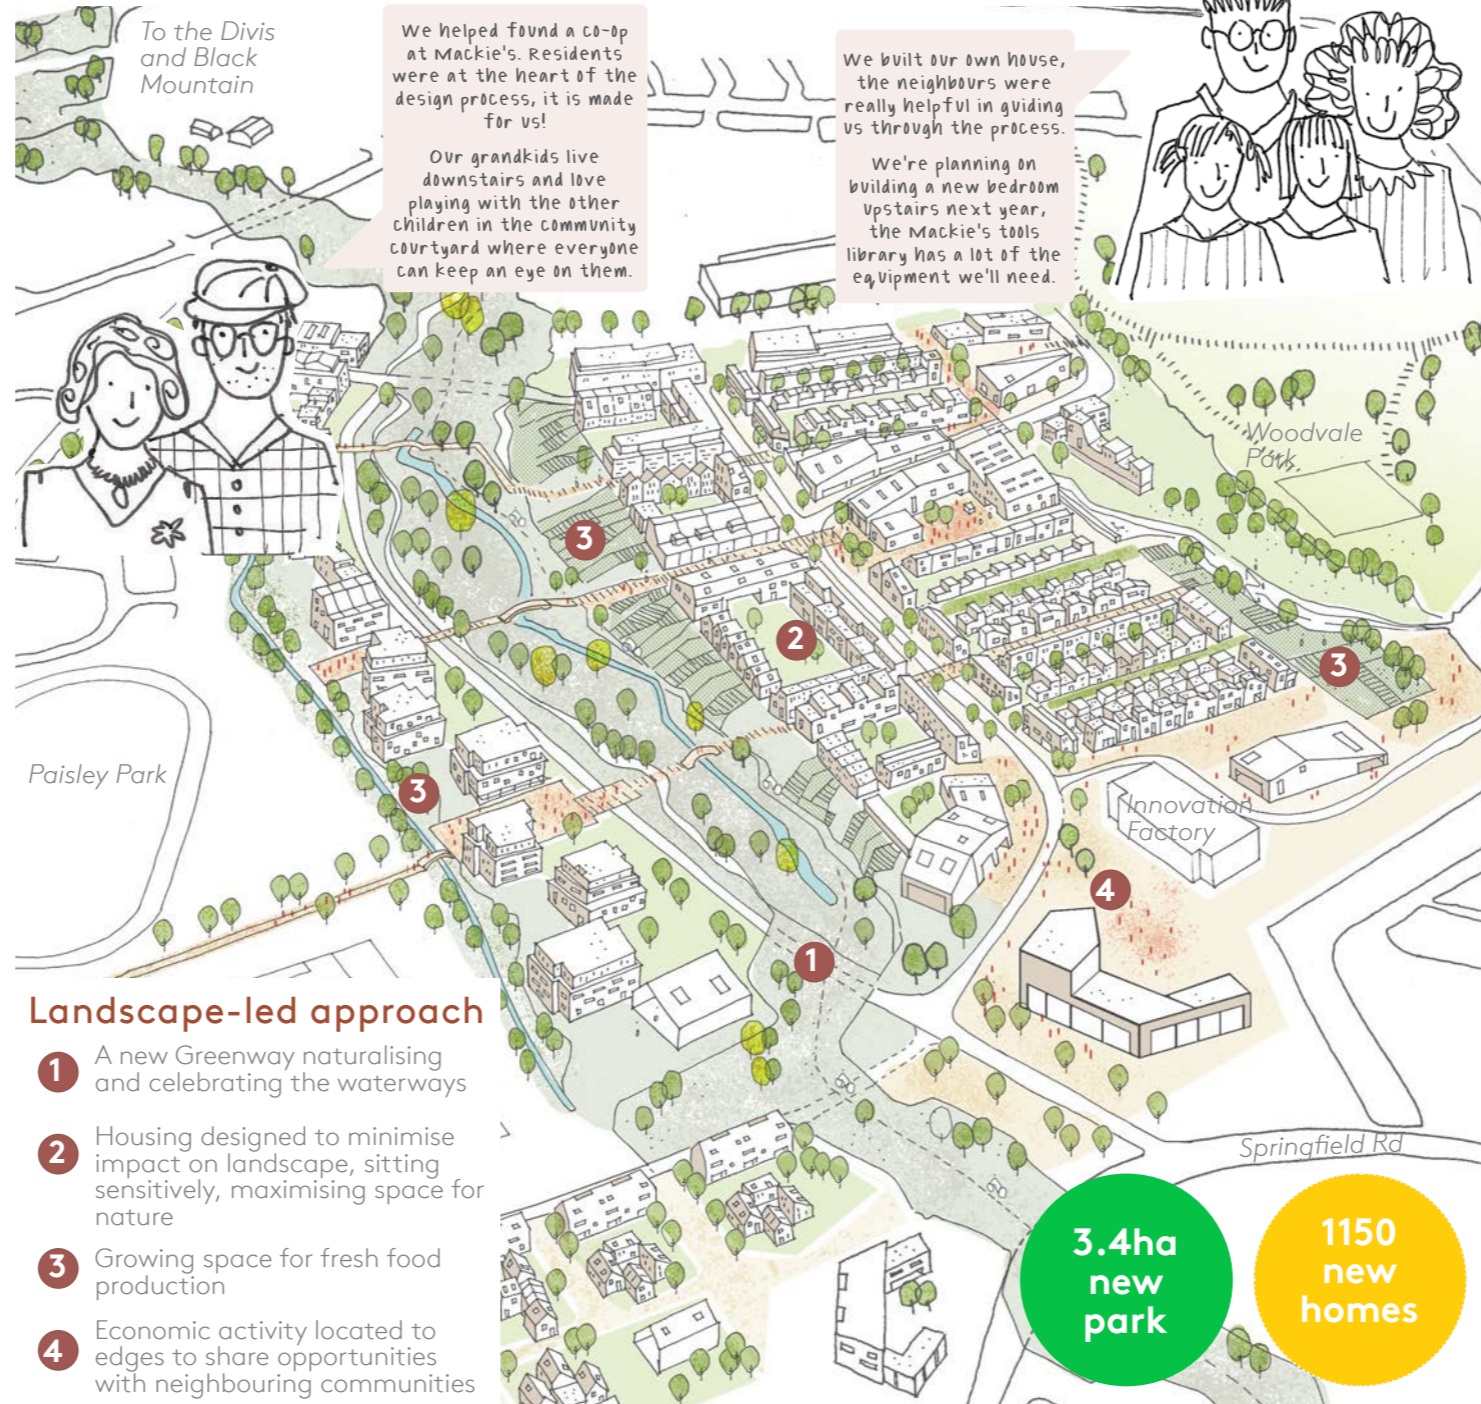 To the Divis
and Black
Mountain
We helped found a co-op
at Mackie's. Residents
were at the heart of the
design process, it is made
for us!
Our grandkids live
downstairs and love
playing with the other
children in the community
courtyard where everyone
can keep an eye on them.
We built our own house,
the neighbours were
really helpful in guiding
us through the process.
We're planning on
building a new bedroom
upstairs next year,
the Mackie's tools
library has a lot of the
equipment we'll need.
Woodvale
Park
3
2
3
Paisley Park
3
Innovation
Factory
4
1
Landscape-led approach
1
A new Greenway naturalising
and celebrating the waterways
2
Housing designed to minimise
impact on landscape, sitting
sensitively, maximising space for
nature
3
Growing space for fresh food
production
4
Economic activity located to
edges to share opportunities
with neighbouring communities
Springfield Rd
3.4ha
new
park
1150
new
homes